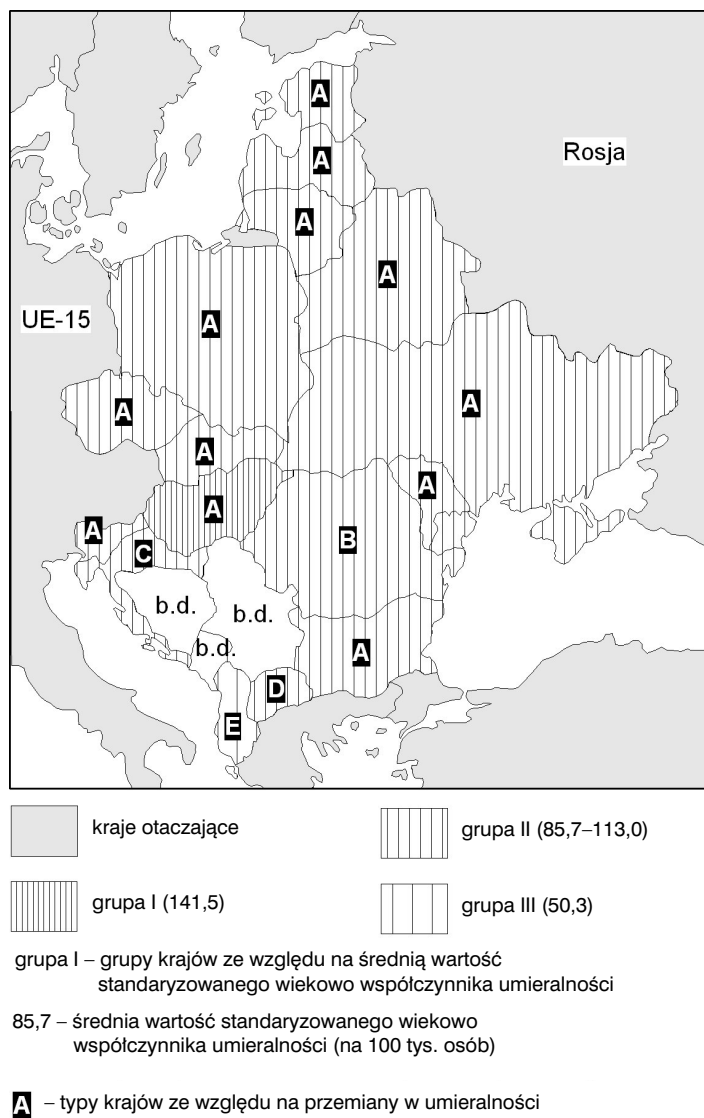 A
A
Rosja
A
A
UE-15
A
A
A
A
A
A
A
B
C
b.d.
b.d.
b.d.
A
D
E
kraje otaczające
grupa II (85,7–113,0)
grupa I (141,5)
grupa III (50,3)
grupa I – grupy krajów ze względu na średnią wartość
standaryzowanego wiekowo współczynnika umieralności
85,7 – średnia wartość standaryzowanego wiekowo
współczynnika umieralności (na 100 tys. osób)
A – typy krajów ze względu na przemiany w umieralności